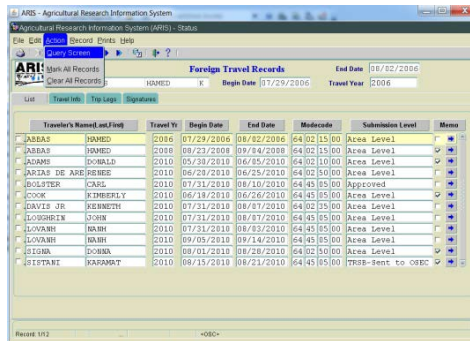 ARIS - Agricultural Research Information System
Agricultural Research Information System (ARIS) - Status
File Edit Action Record Prints Help
Query Screen
Mark All Records
Clear All Records
ARI
Foreign Travel Records
End Date 08/02/2006
HAMED K Begin Date 07/29/2006 Travel Year 2006
List Travel Info Trip Legs Signatures
Traveler's Name(Last,First) Travel Yr Begin Date End Date Modecode Submission Level Memo
ABBAS HAMED 2006 07/29/2006 08/02/2006 64 02 15 00 Area Level
ABBAS HAMED 2008 08/23/2008 09/04/2008 64 02 15 00 Area Level
ADAMS DONALD 2010 05/30/2010 06/05/2010 64 02 10 00 Area Level
ARIAS DE ARE RENEE 2010 06/20/2010 06/25/2010 64 02 50 00 Area Level
BOLSTER CARL 2010 07/31/2010 08/10/2010 64 45 05 00 Approved
COOK KIMBERLY 2010 06/18/2010 06/26/2010 64 45 05 00 Area Level
DAVIS JR KENNETH 2010 07/31/2010 08/07/2010 64 02 05 00 Area Level
LOUGHRIN JOHN 2010 07/31/2010 08/07/2010 64 45 05 00 Area Level
LOVANH NANH 2010 07/31/2010 08/03/2010 64 45 05 00 Area Level
LOVANH NANH 2010 09/05/2010 09/14/2010 64 45 05 00 Area Level
SIGNA DONNA 2010 08/01/2010 08/28/2010 64 02 50 00 Area Level
SISTANI KARAMAT 2010 08/15/2010 08/21/2010 64 45 05 00 TRSB-Sent to OSEC
Record: 1/12 ... <OSC>